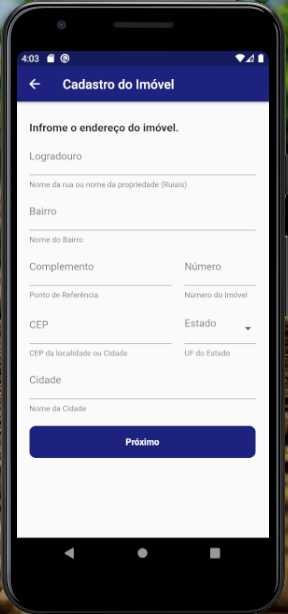 4:03
Cadastro do Imóvel
Infrome o endereço do imóvel.
Logradouro
Nome da rua ou nome da propriedade (Ruiais)
Bairro
Nome do Bairro
Complemento Número
Ponto de Referência Número do Imóvel
CEP Estado
CEP da localidade ou Cidade UF do Estado
Cidade
Nome da Cidade
Próximo